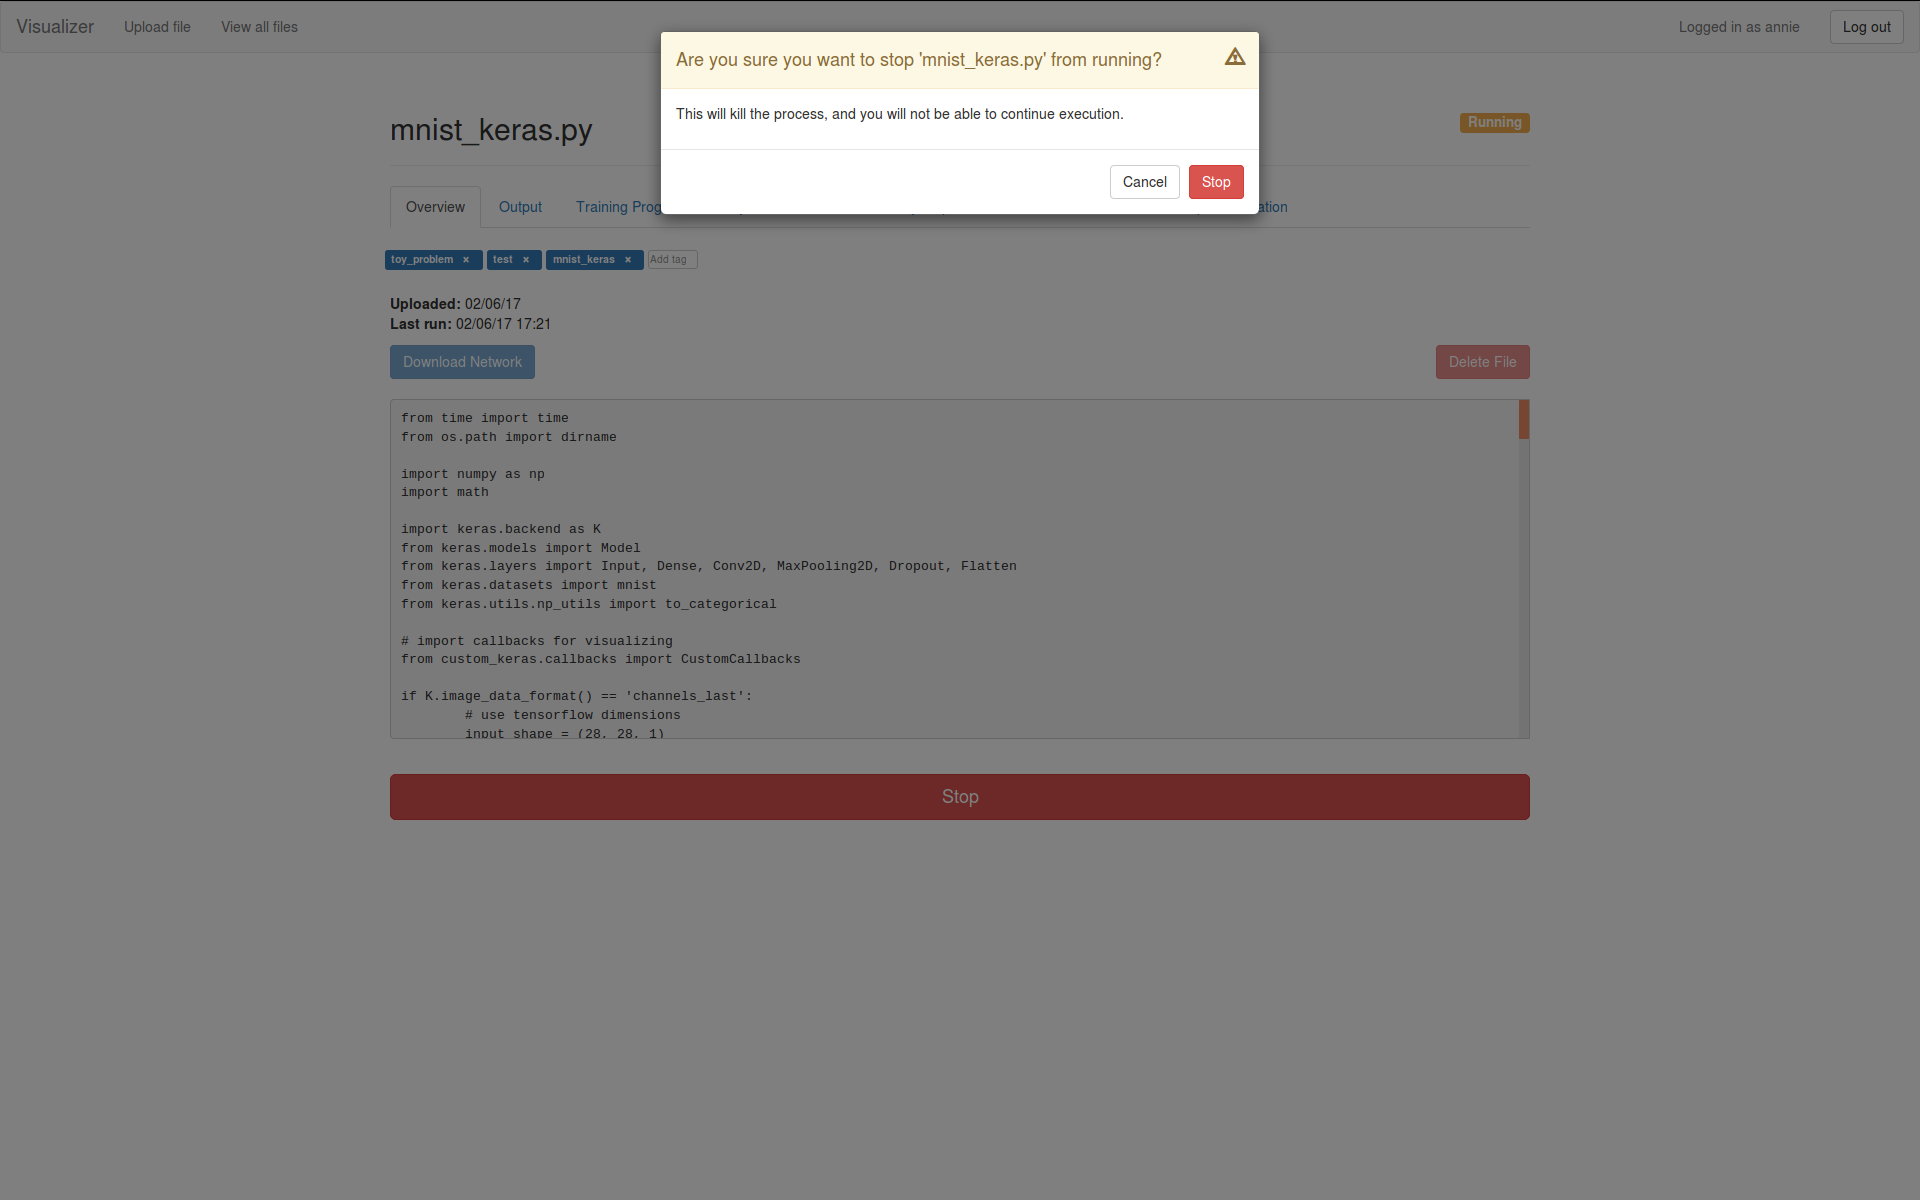 Visualizer Upload file View all files Logged in as annie Log out
Are you sure you want to stop 'mnist_keras.py' from running?
This will kill the process, and you will not be able to continue execution.
Cancel Stop
mnist_keras.py Running
Overview Output Training
toy_problem × test × mnist_keras × Add tag
Uploaded: 02/06/17
Last run: 02/06/17 17:21
Download Network Delete File
from time import time
from os.path import dirname
import numpy as np
import math
import keras.backend as K
from keras.models import Model
from keras.layers import Input, Dense, Conv2D, MaxPooling2D, Dropout, Flatten
from keras.datasets import mnist
from keras.utils.np_utils import to_categorical
# import callbacks for visualizing
from custom_keras.callbacks import CustomCallbacks
if K.image_data_format() == 'channels_last':
# use tensorflow dimensions
input_shape = (28, 28, 1)
Stop